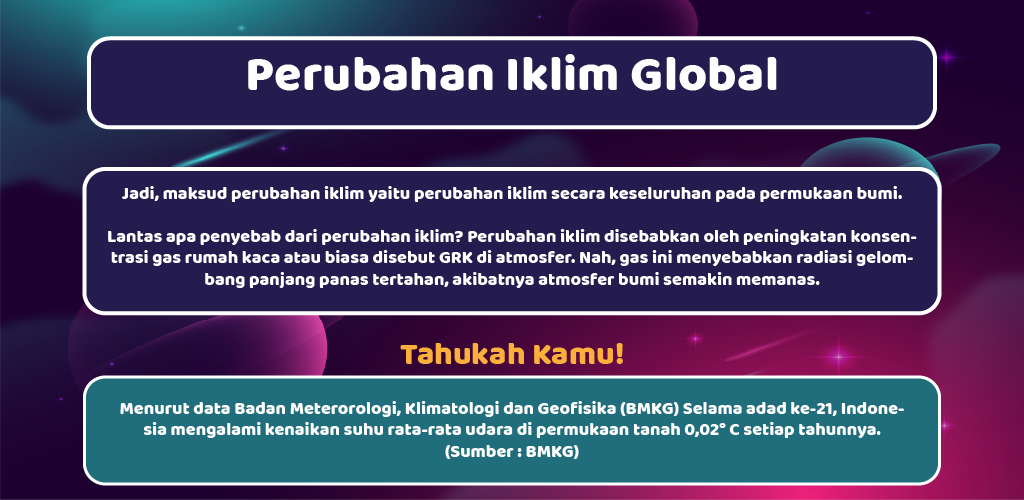 Perubahan Iklim Global
Jadi, maksud perubahan iklim yaitu perubahan iklim secara keseluruhan pada permukaan bumi.
Lantas apa penyebab dari perubahan iklim? Perubahan iklim disebabkan oleh peningkatan konsen-
trasi gas rumah kaca atau biasa disebut GRK di atmosfer. Nah, gas ini menyebabkan radiasi gelom-
bang panjang panas tertahan, akibatnya atmosfer bumi semakin memanas.
Tahukah Kamu!
Menurut data Badan Meterorologi, Klimatologi dan Geofisika (BMKG) Selama adad ke-21, Indone-
sia mengalami kenaikan suhu rata-rata udara di permukaan tanah 0,02° C setiap tahunnya.
(Sumber : BMKG)